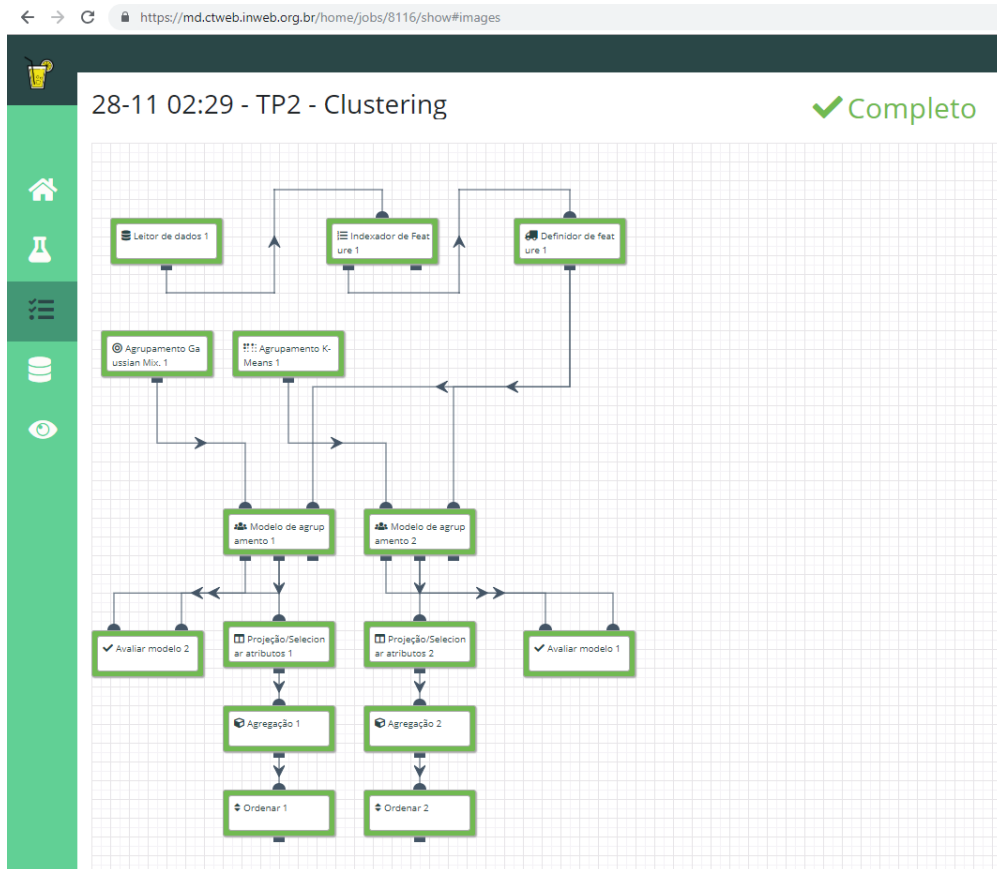 https://md.ctweb.inweb.org.br/home/jobs/8116/show#images
28-11 02:29 - TP2 - Clustering
Completo
Leitor de dados 1
Indexador de Feat
ure 1
Definidor de feat
ure 1
Agrupamento Ga
ussian Mix. 1
Agrupamento K-
Means 1
Modelo de agrup
amento 1
Modelo de agrup
amento 2
Avaliar modelo 2
Projeção/Selecion
ar atributos 1
Projeção/Selecion
ar atributos 2
Avaliar modelo 1
Agregação 1
Agregação 2
Ordenar 1
Ordenar 2